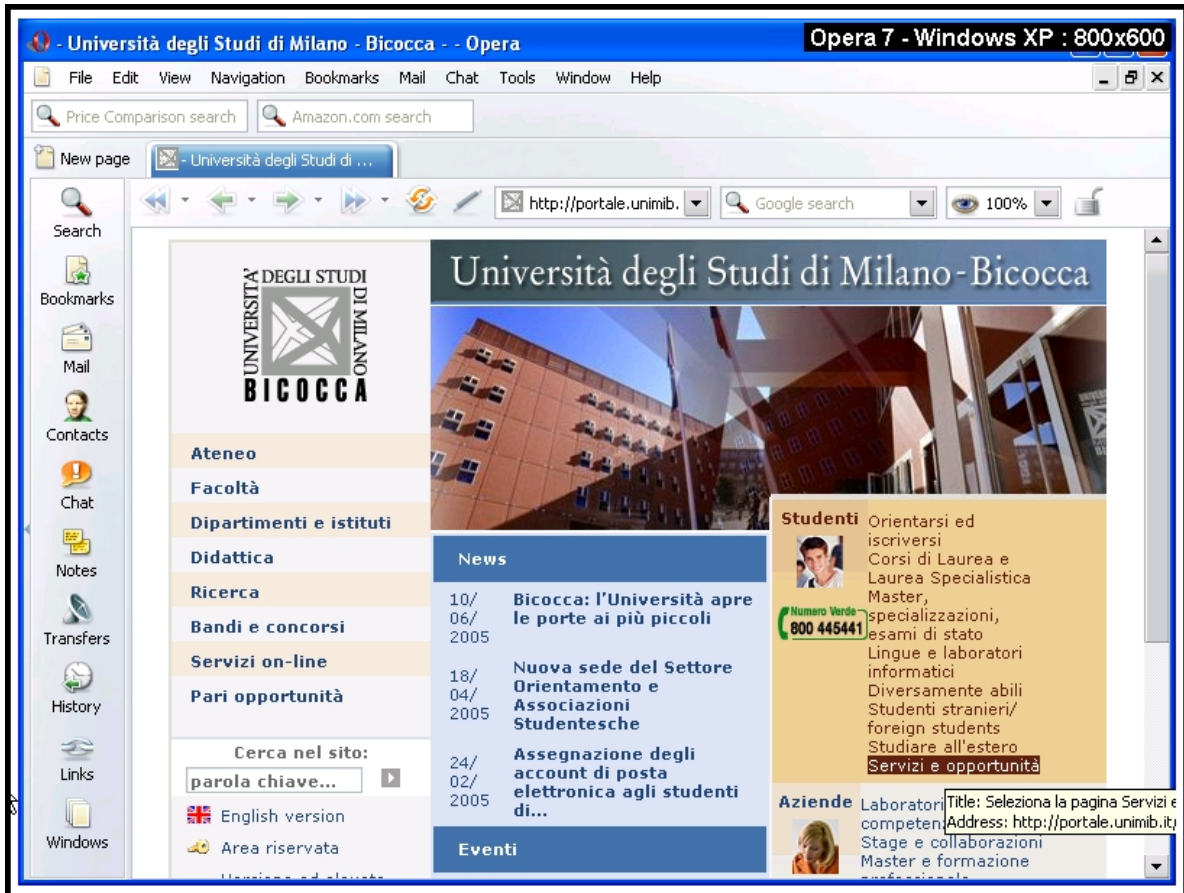 - Università degli Studi di Milano - Bicocca - - Opera
Opera 7 - Windows XP : 800x600
File Edit View Navigation Bookmarks Mail Chat Tools Window Help
Price Comparison search
Amazon.com search
New page
- Università degli Studi di ...
http://portale.unimib.
Google search
100%
Search
Bookmarks
Mail
Contacts
Chat
Notes
Transfers
History
Links
Windows
UNIVERSITÀ DEGLI STUDI DI MILANO
BICOCCA
Università degli Studi di Milano-Bicocca
BICOCCA
Ateneo
Facoltà
Dipartimenti e istituti
Didattica
Ricerca
Bandi e concorsi
Servizi on-line
Pari opportunità
Cerca nel sito:
parola chiave...
English version
Area riservata
News
10/
06/
2005
Bicocca: l'Università apre
le porte ai più piccoli
18/
04/
2005
Nuova sede del Settore
Orientamento e
Associazioni
Studentesche
24/
02/
2005
Assegnazione degli
account di posta
elettronica agli studenti
di...
Eventi
Studenti
Numero Verde
800 445441
Orientarsi ed
iscriversi
Corsi di Laurea e
Laurea Specialistica
Master,
specializzazioni,
esami di stato
Lingue e laboratori
informatici
Diversamente abili
Studenti stranieri/
foreign students
Studiare all'estero
Servizi e opportunità
Aziende
Laboratori
competen
Stage e collaborazioni
Master e formazione
Title: Seleziona la pagina Servizi e
Address: http://portale.unimib.it/